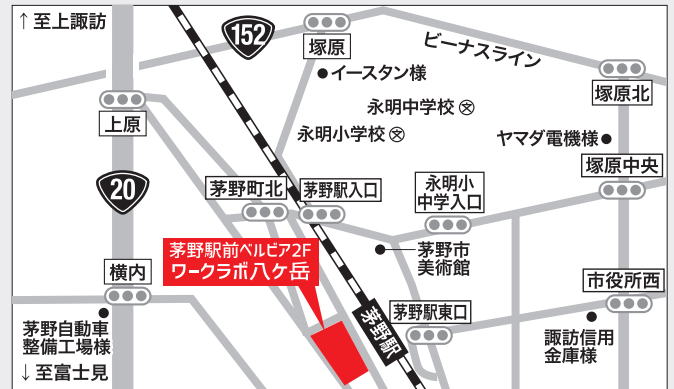 ↑至上諏訪
152
塚原
ビーナスライン
イースタン様
塚原北
上原
永明中学校
永明小学校
ヤマダ電機様
塚原中央
20
茅野町北
茅野駅入口
永明小
中学入口
茅野駅前ベルビア2F
ワークラボ八ヶ岳
茅野市
美術館
横内
市役所西
茅野駅
茅野駅東口
茅野自動車
整備工場様
諏訪信用
金庫様
↓至富士見